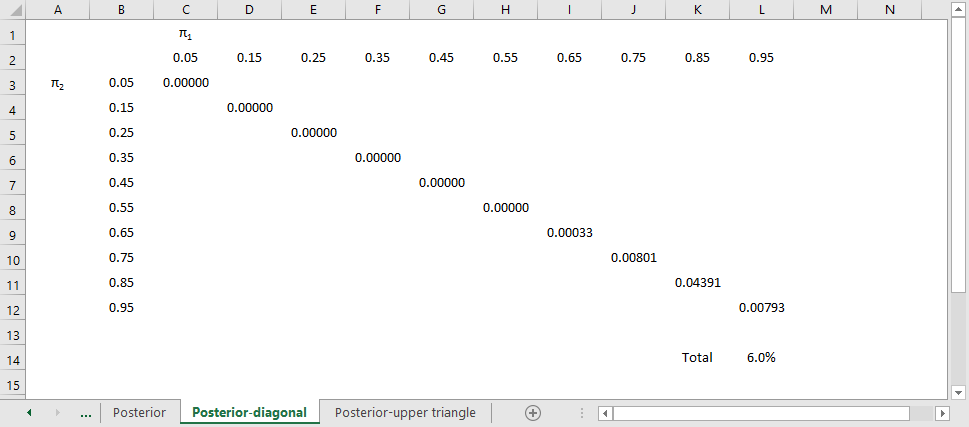 A B C D E F G H I J K L M N
1 π1
2 0.05 0.15 0.25 0.35 0.45 0.55 0.65 0.75 0.85 0.95
3 π2 0.05 0.00000
4 0.15 0.00000
5 0.25 0.00000
6 0.35 0.00000
7 0.45 0.00000
8 0.55 0.00000
9 0.65 0.00033
10 0.75 0.00801
11 0.85 0.04391
12 0.95 0.00793
13
14 Total 6.0%
15
... Posterior Posterior-diagonal Posterior-upper triangle